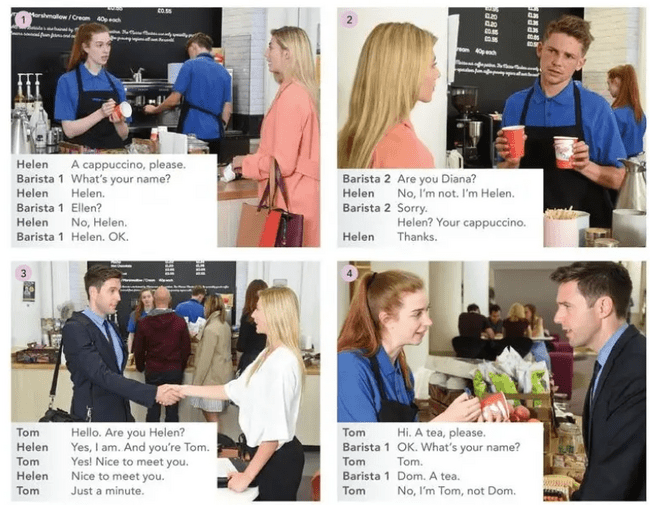 1
Marshmallow / Cream 40p each
£0.55
Helen A cappuccino, please.
Barista 1 What's your name?
Helen Helen.
Barista 1 Ellen?
Helen No, Helen.
Barista 1 Helen. OK.
2
40p each
Barista 2 Are you Diana?
Helen No, I'm not. I'm Helen.
Barista 2 Sorry.
Helen? Your cappuccino.
Helen Thanks.
3
Tom Hello. Are you Helen?
Helen Yes, I am. And you're Tom.
Tom Yes! Nice to meet you.
Helen Nice to meet you.
Tom Just a minute.
4
Tom Hi. A tea, please.
Barista 1 OK. What's your name?
Tom Tom.
Barista 1 Dom. A tea.
Tom No, I'm Tom, not Dom.